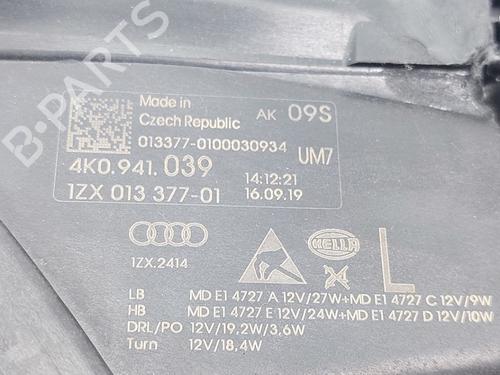 Made in AK 09S
Czech Republic
013377-0100030934
4K0.941.039 UM7
1ZX 013 377-01 14:12:21
16.09.19
HELLA
1ZX.2414 L
LB MD E1 4727 A 12V/27W+MD E1 4727 C 12V/9W
HB MD E1 4727 E 12V/24W+MD E1 4727 D 12V/10W
DRL/PO 12V/19,2W/3,6W
Turn 12V/18,4W
B-PARTS